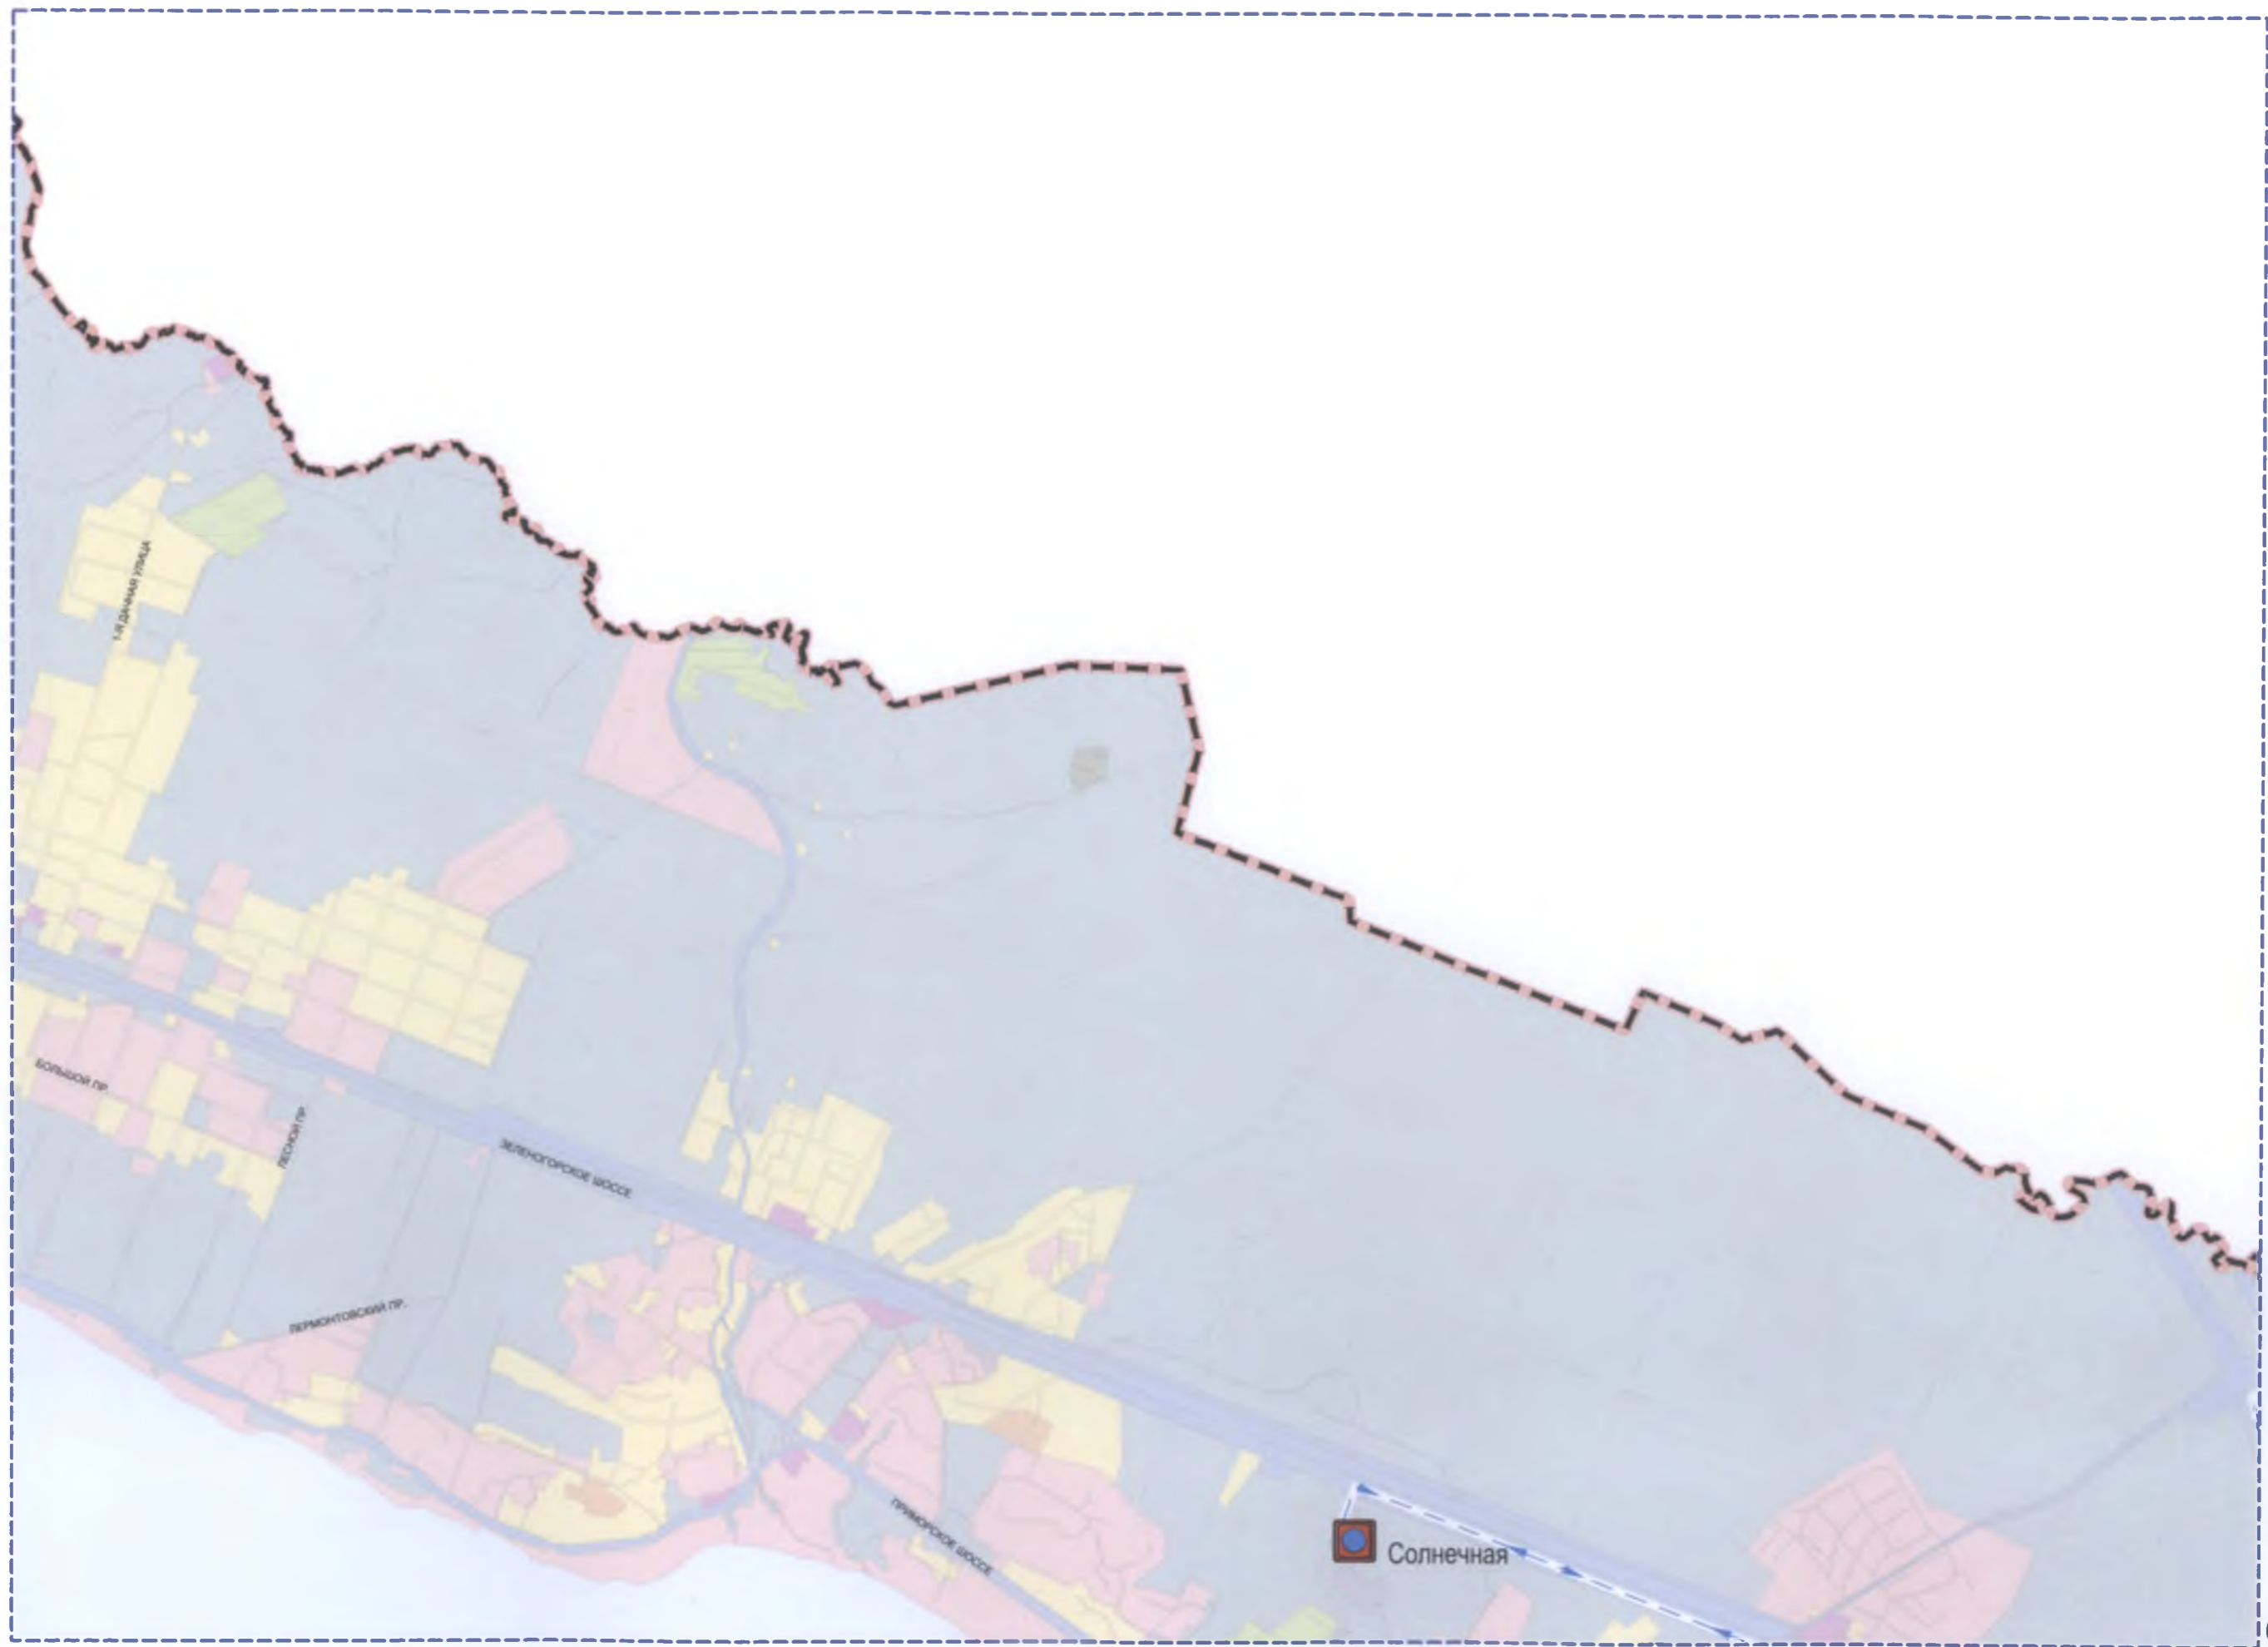 1-Я ДАЧНАЯ УЛИЦА
БОЛЬШОЙ ПР.
ЛЕСНОЙ ПР.
ЗЕЛЕНОГОРСКОЕ ШОССЕ
ЛЕРМОНТОВСКИЙ ПР.
ПРИМОРСКОЕ ШОССЕ
Солнечная